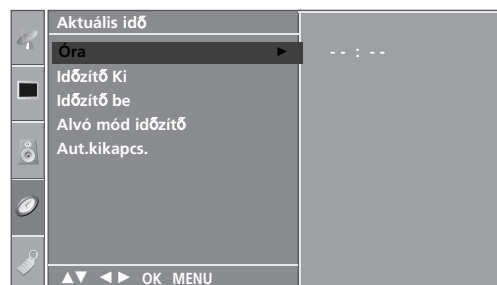 Aktuális idő
Óra ► -- : --
Időzítő Ki
Időzítő be
Alvó mód időzítő
Aut.kikapcs.
▲▼ ◄► OK MENU